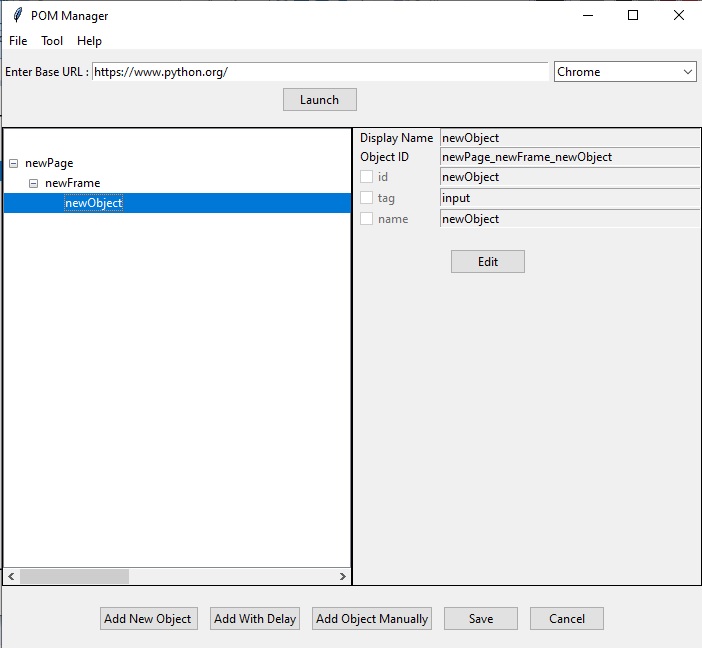 POM Manager
File Tool Help
Enter Base URL : https://www.python.org/ Chrome
Launch
newPage
newFrame
newObject
Display Name newObject
Object ID newPage_newFrame_newObject
id newObject
tag input
name newObject
Edit
Add New Object Add With Delay Add Object Manually Save Cancel